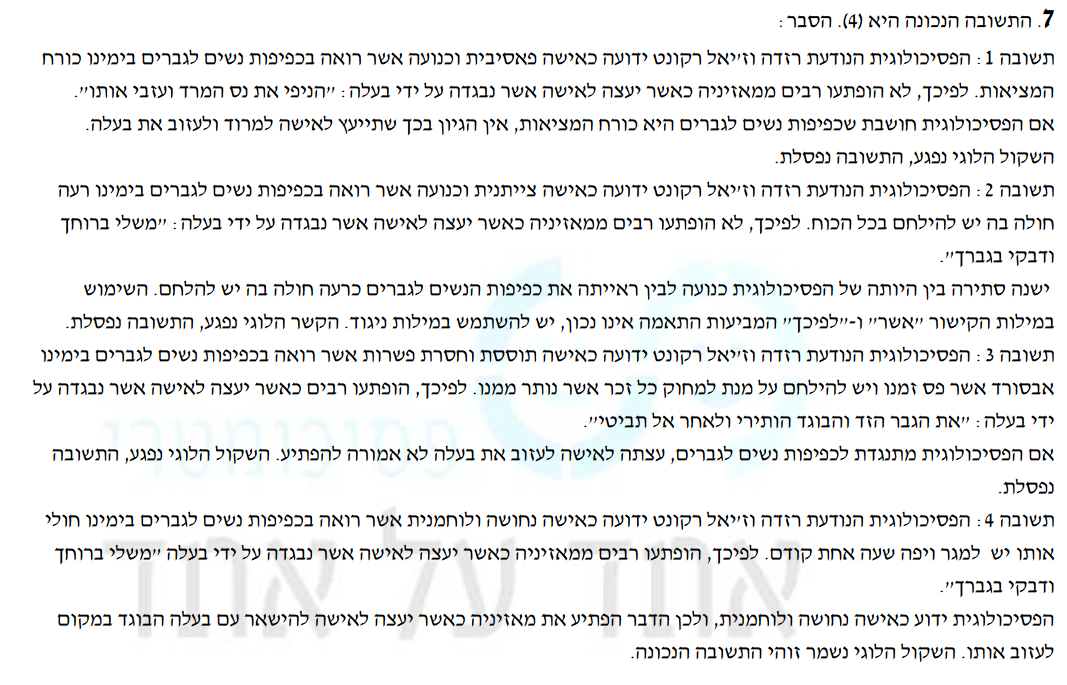 7. התשובה הנכונה היא (4). הסבר:
תשובה 1: הפסיכולוגית הנודעת רזדה וז'יאל רקונט ידועה כאישה פאסיבית וכנועה אשר רואה בכפיפות נשים לגברים בימינו כורח
המציאות. לפיכך, לא הופתעו רבים ממאזיניה כאשר יעצה לאישה אשר נבגדה על ידי בעלה: "הניפי את נס המרד ועזבי אותו".
אם הפסיכולוגית חושבת שכפיפות נשים לגברים היא כורח המציאות, אין הגיון בכך שתייעץ לאישה למרוד ולעזוב את בעלה.
השקול הלוגי נפגע, התשובה נפסלת.
תשובה 2: הפסיכולוגית הנודעת רזדה וז'יאל רקונט ידועה כאישה צייתנית וכנועה אשר רואה בכפיפות נשים לגברים בימינו רעה
חולה בה יש להילחם בכל הכוח. לפיכך, לא הופתעו רבים ממאזיניה כאשר יעצה לאישה אשר נבגדה על ידי בעלה: "משלי ברוחך
ודבקי בגברך".
ישנה סתירה בין היותה של הפסיכולוגית כנועה לבין ראייתה את כפיפות הנשים לגברים כרעה חולה בה יש להלחם. השימוש
במילות הקישור "אשר" ו-"לפיכך" המביעות התאמה אינו נכון, יש להשתמש במילות ניגוד. הקשר הלוגי נפגע, התשובה נפסלת.
תשובה 3: הפסיכולוגית הנודעת רזדה וז'יאל רקונט ידועה כאישה תוססת וחסרת פשרות אשר רואה בכפיפות נשים לגברים בימינו
אבסורד אשר פס זמנו ויש להילחם על מנת למחוק כל זכר אשר נותר ממנו. לפיכך, הופתעו רבים כאשר יעצה לאישה אשר נבגדה על
ידי בעלה: "את הגבר הזד והבוגד הותירי ולאחר אל תביטי".
אם הפסיכולוגית מתנגדת לכפיפות נשים לגברים, עצתה לאישה לעזוב את בעלה לא אמורה להפתיע. השקול הלוגי נפגע, התשובה
נפסלת.
תשובה 4: הפסיכולוגית הנודעת רזדה וז'יאל רקונט ידועה כאישה נחושה ולוחמנית אשר רואה בכפיפות נשים לגברים בימינו חולי
אותו יש למגר ויפה שעה אחת קודם. לפיכך, הופתעו רבים ממאזיניה כאשר יעצה לאישה אשר נבגדה על ידי בעלה "משלי ברוחך
ודבקי בגברך".
הפסיכולוגית ידוע כאישה נחושה ולוחמנית, ולכן הדבר הפתיע את מאזיניה כאשר יעצה לאישה להישאר עם בעלה הבוגד במקום
לעזוב אותו. השקול הלוגי נשמר זוהי התשובה הנכונה.
פסיכומטרי
אחד על אחד